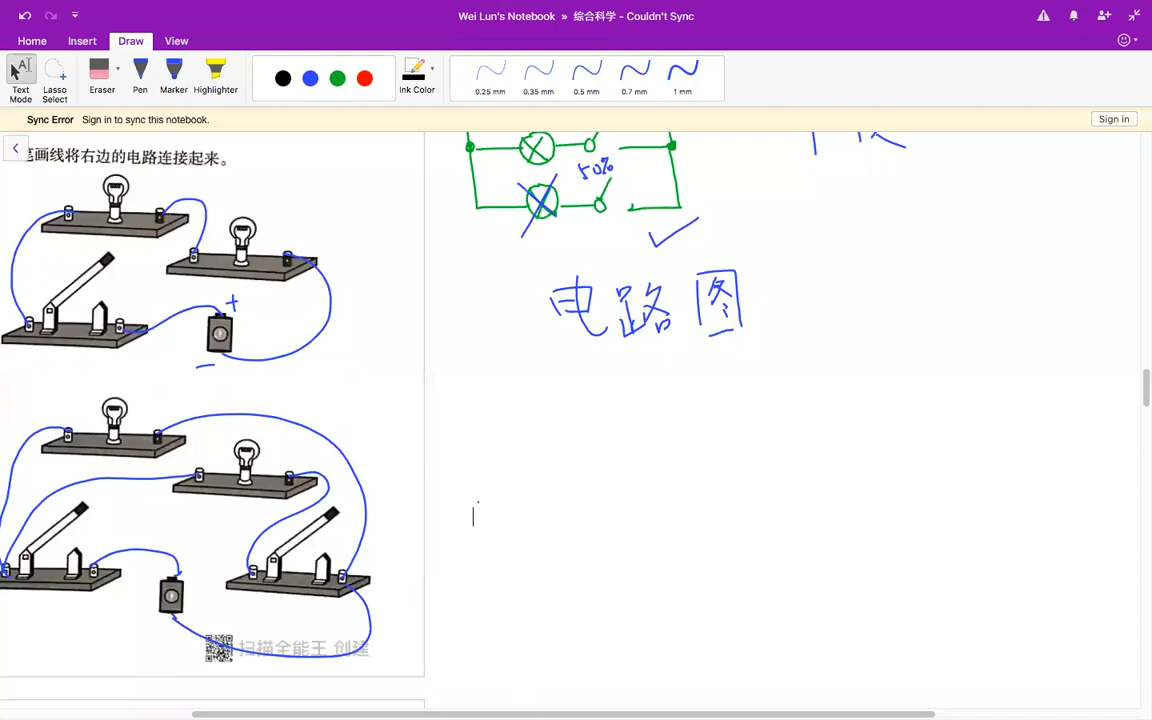 Wei Lun's Notebook » 综合科学 - Couldn't Sync
Home Insert Draw View
Text Mode
Lasso Select
Eraser
Pen
Marker
Highlighter
Ink Color
0.25 mm
0.35 mm
0.5 mm
0.7 mm
1 mm
Sync Error Sign in to sync this notebook.
Sign in
画线将右边的电路连接起来。
50%
电路图
+
−
扫描全能王 创建